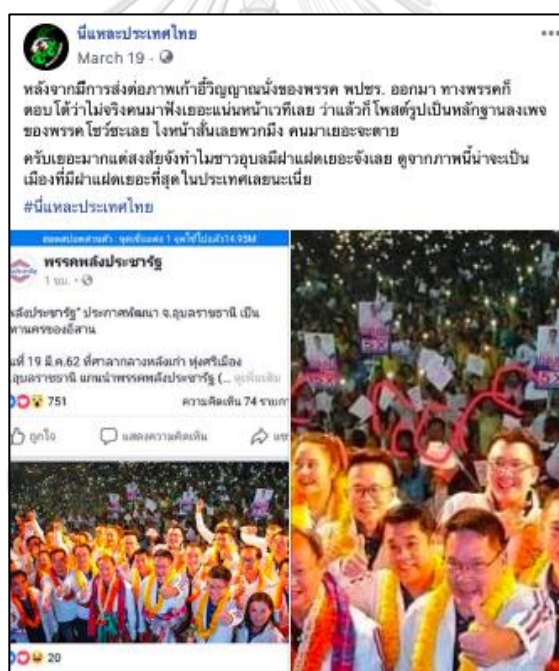 นี่แหละประเทศไทย
March 19 ·
หลังจากมีการส่งต่อภาพเก้าอี้วิญญาณนั่งของพรรค พปชร. ออกมา ทางพรรคก็
ตอบโต้ว่าไม่จริงคนมาฟังเยอะแน่นหน้าเวทีเลย ว่าแล้วก็โพสต์รูปเป็นหลักฐานลงเพจ
ของพรรคโชว์ซะเลย ไงหน้าสั่นเลยพวกมึง คนมาเยอะจะตาย
ครับเยอะมากแต่สงสัยจังทำไมชาวอุบลมีฝาแฝดเยอะจังเลย ดูจากภาพนี้น่าจะเป็น
เมืองที่มีฝาแฝดเยอะที่สุดในประเทศเลยนะเนี่ย
#นี่แหละประเทศไทย
พรรคพลังประชารัฐ
1 ชม. ·
พลังประชารัฐ" ประกาศพัฒนา จ.อุบลราชธานี เป็น
หานครของอีสาน
นที่ 19 มี.ค.62 ที่ศาลากลางหลังเก่า ทุ่งศรีเมือง
.อุบลราชธานี แกนนำพรรคพลังประชารัฐ (... ดูเพิ่มเติม
751
ความคิดเห็น 74 รายกา
ถูกใจ
แสดงความคิดเห็น
แช
20